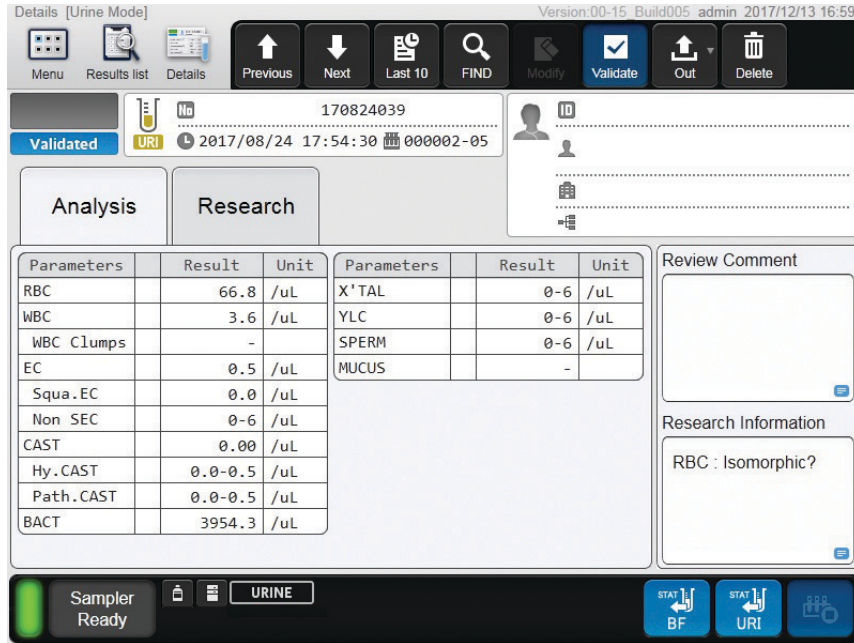 Details [Urine Mode]
Version:00-15_Build005 admin 2017/12/13 16:59
Menu Results list Details Previous Next Last 10 FIND Modify Validate Out Delete
No 170824039
ID
Validated URI 2017/08/24 17:54:30 000002-05
Analysis Research
Parameters Result Unit Parameters Result Unit
RBC 66.8 /uL X'TAL 0-6 /uL
WBC 3.6 /uL YLC 0-6 /uL
WBC Clumps - SPERM 0-6 /uL
EC 0.5 /uL MUCUS -
Squa.EC 0.0 /uL
Non SEC 0-6 /uL
CAST 0.00 /uL
Hy.CAST 0.0-0.5 /uL
Path.CAST 0.0-0.5 /uL
BACT 3954.3 /uL
Review Comment
Research Information
RBC : Isomorphic?
Sampler Ready
URINE
STAT BF
STAT URI